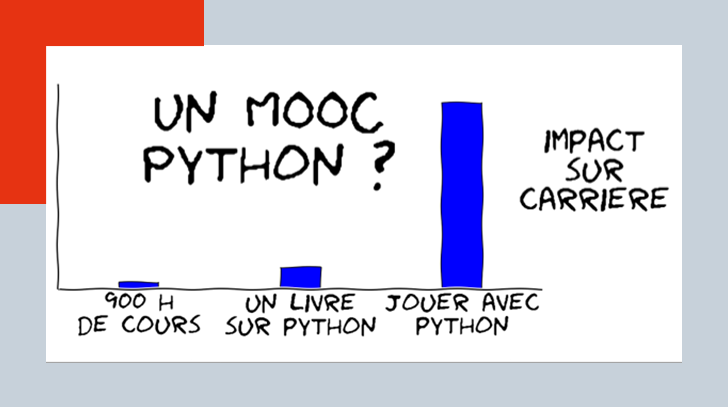 UN MOOC
PYTHON ?
IMPACT
SUR
CARRIERE
900 H
DE COURS
UN LIVRE
SUR PYTHON
JOUER AVEC
PYTHON